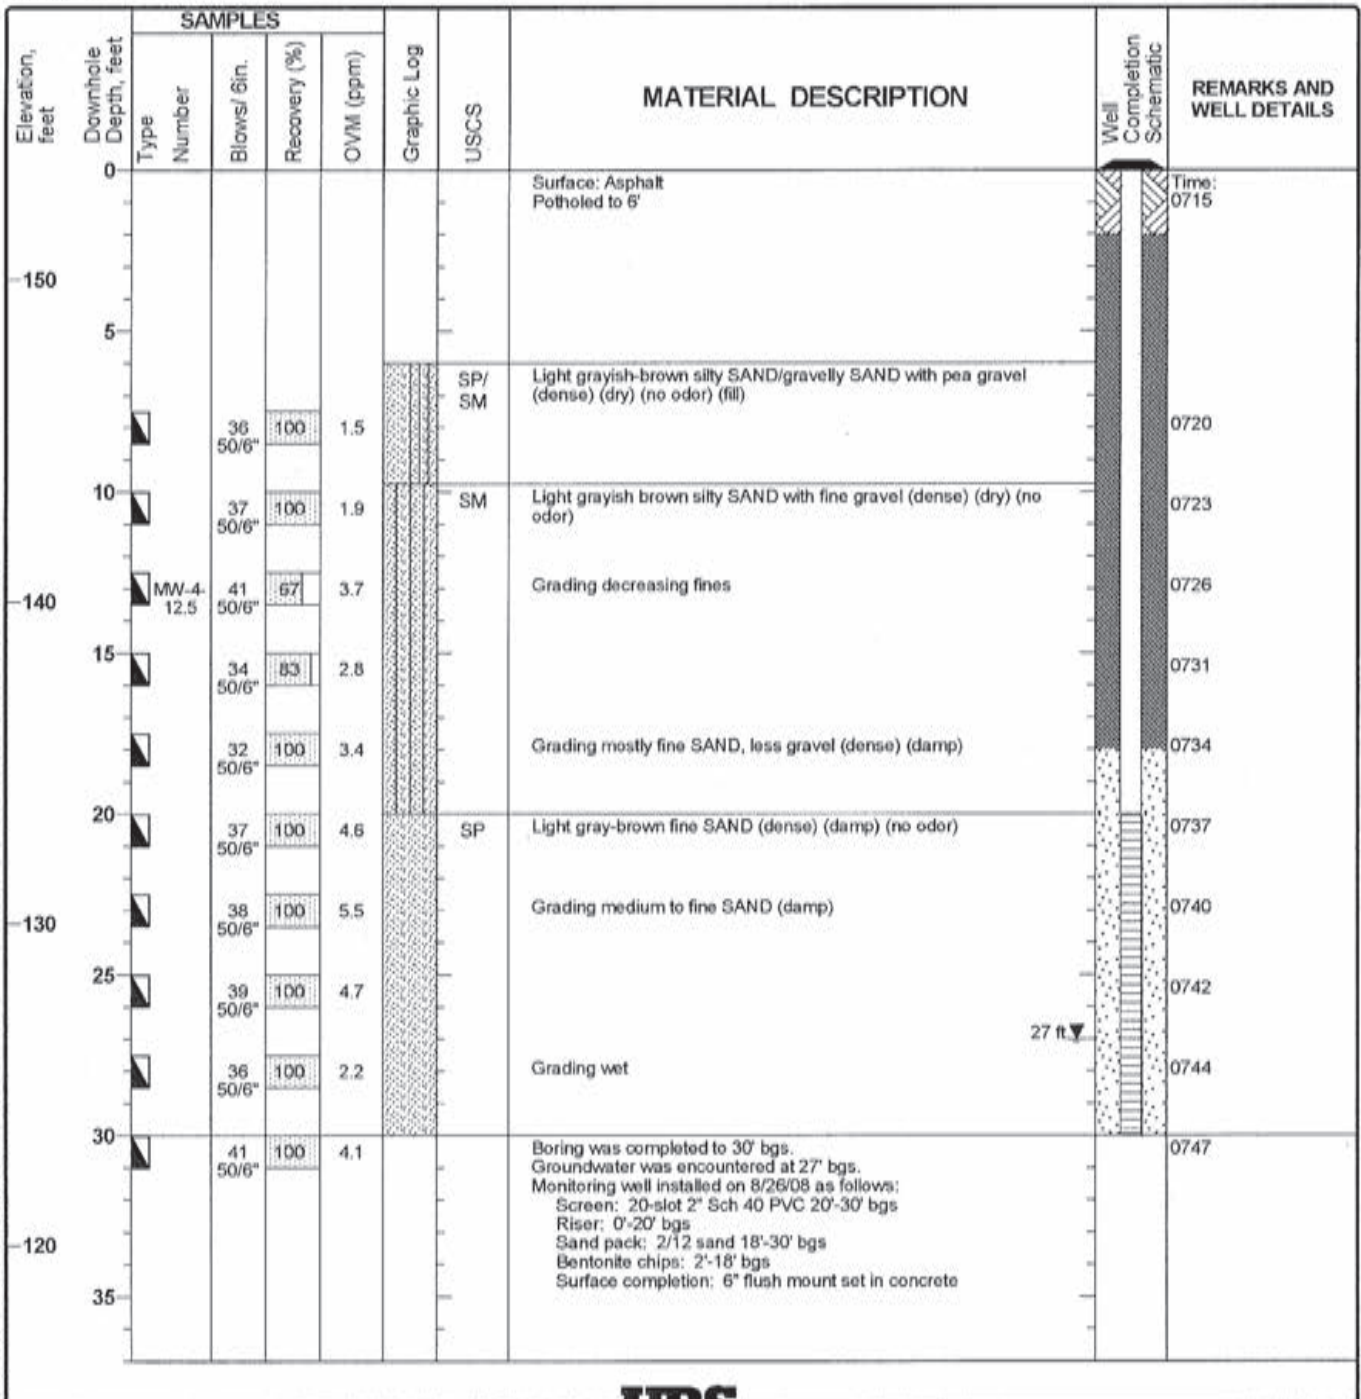 SAMPLES
Elevation, feet
Downhole Depth, feet
Type
Number
Blows/ 6in.
Recovery (%)
OVM (ppm)
Graphic Log
USCS
MATERIAL DESCRIPTION
Well Completion Schematic
REMARKS AND
WELL DETAILS
0
Surface: Asphalt
Potholed to 6'
Time:
0715
150
5
SP/
SM
Light grayish-brown silty SAND/gravelly SAND with pea gravel
(dense) (dry) (no odor) (fill)
36
50/6"
100
1.5
0720
10
37
50/6"
100
1.9
SM
Light grayish brown silty SAND with fine gravel (dense) (dry) (no
odor)
0723
140
MW-4-
12.5
41
50/6"
67
3.7
Grading decreasing fines
0726
15
34
50/6"
83
2.8
0731
32
50/6"
100
3.4
Grading mostly fine SAND, less gravel (dense) (damp)
0734
20
37
50/6"
100
4.6
SP
Light gray-brown fine SAND (dense) (damp) (no odor)
0737
130
38
50/6"
100
5.5
Grading medium to fine SAND (damp)
0740
25
39
50/6"
100
4.7
0742
27 ft
36
50/6"
100
2.2
Grading wet
0744
30
41
50/6"
100
4.1
Boring was completed to 30' bgs.
0747
Groundwater was encountered at 27' bgs.
Monitoring well installed on 8/26/08 as follows:
Screen: 20-slot 2" Sch 40 PVC 20'-30' bgs
Riser: 0'-20' bgs
Sand pack: 2/12 sand 18'-30' bgs
Bentonite chips: 2'-18' bgs
Surface completion: 6" flush mount set in concrete
120
35
URS